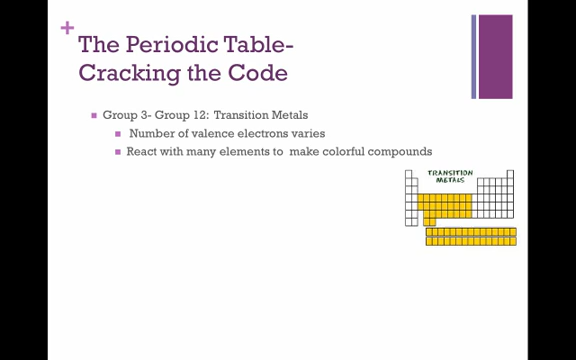 +
The Periodic Table-
Cracking the Code
Group 3- Group 12: Transition Metals
Number of valence electrons varies
React with many elements to make colorful compounds
TRANSITION
METALS